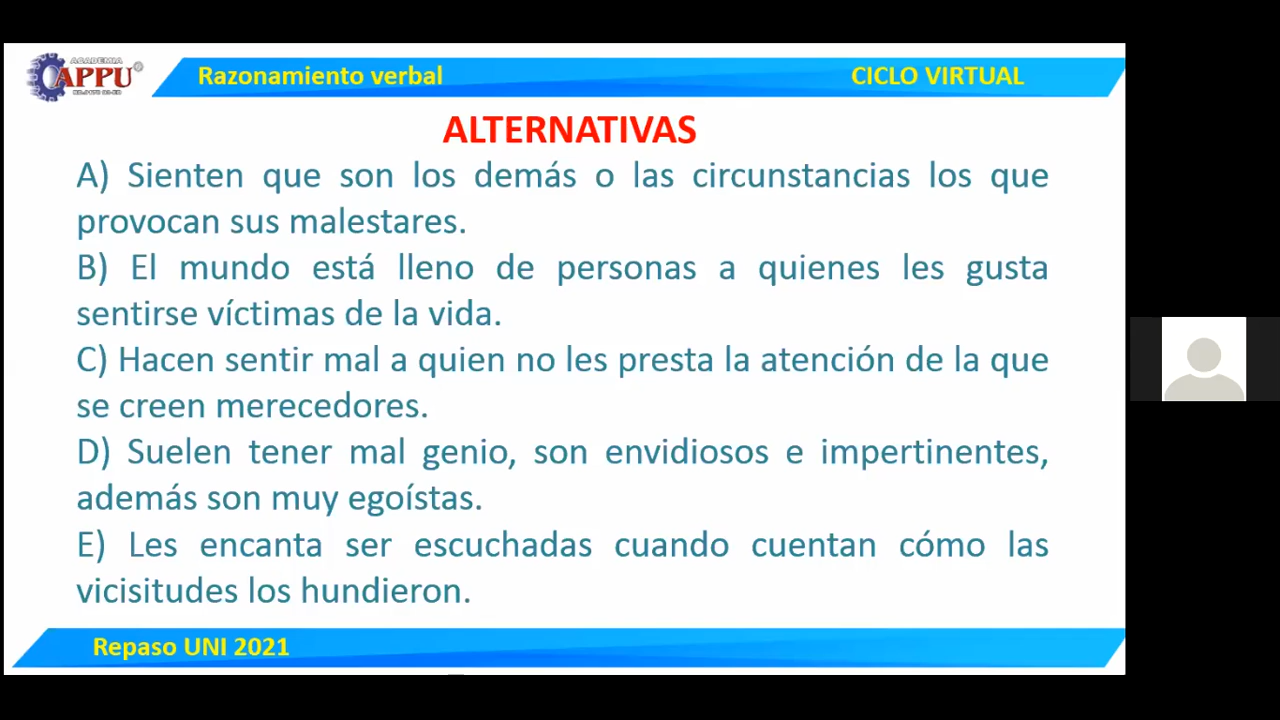 ACADEMIA
APPU
Razonamiento verbal
CICLO VIRTUAL
ALTERNATIVAS
A) Sienten que son los demás o las circunstancias los que
provocan sus malestares.
B) El mundo está lleno de personas a quienes les gusta
sentirse víctimas de la vida.
C) Hacen sentir mal a quien no les presta la atención de la que
se creen merecedores.
D) Suelen tener mal genio, son envidiosos e impertinentes,
además son muy egoístas.
E) Les encanta ser escuchadas cuando cuentan cómo las
vicisitudes los hundieron.
Repaso UNI 2021